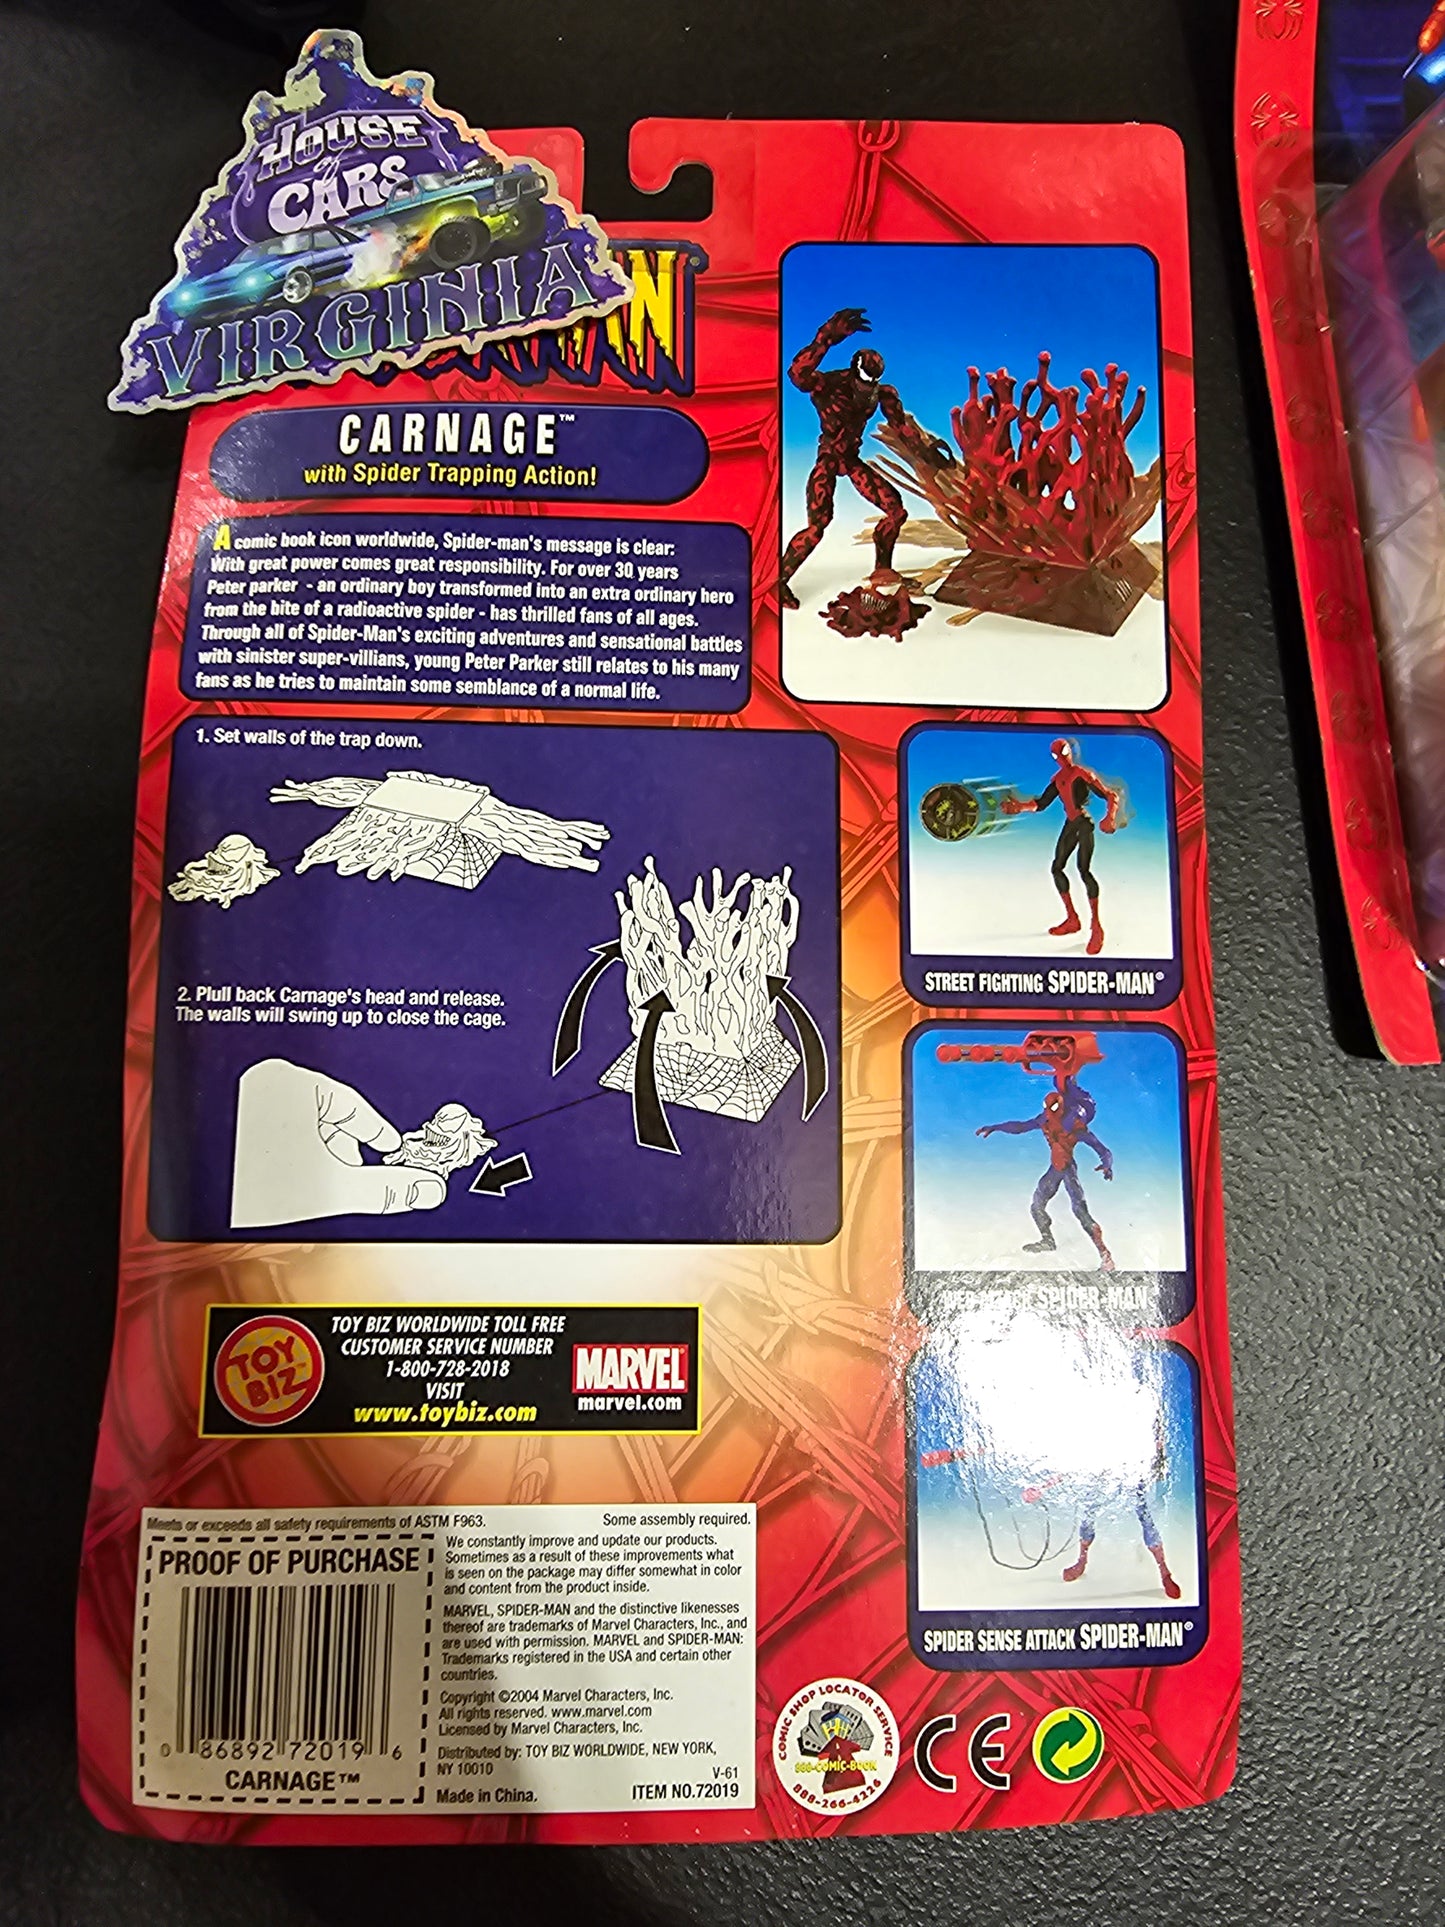 HOUSE
of
CARS
VIRGINIA
AN
CARNAGE™
with Spider Trapping Action!
A comic book icon worldwide, Spider-man's message is clear:
With great power comes great responsibility. For over 30 years
Peter parker - an ordinary boy transformed into an extra ordinary hero
from the bite of a radioactive spider - has thrilled fans of all ages.
Through all of Spider-Man's exciting adventures and sensational battles
with sinister super-villians, young Peter Parker still relates to his many
fans as he tries to maintain some semblance of a normal life.
1. Set walls of the trap down.
2. Plull back Carnage's head and release.
The walls will swing up to close the cage.
STREET FIGHTING SPIDER-MAN®
SPIDER-MAN
SPIDER SENSE ATTACK SPIDER-MAN®
TOY BIZ™
TOY BIZ WORLDWIDE TOLL FREE
CUSTOMER SERVICE NUMBER
1-800-728-2018
VISIT
www.toybiz.com
MARVEL
marvel.com
Meets or exceeds all safety requirements of ASTM F963.
Some assembly required.
PROOF OF PURCHASE
0 86892 72019 6
CARNAGE™
We constantly improve and update our products.
Sometimes as a result of these improvements what
is seen on the package may differ somewhat in color
and content from the product inside.
MARVEL, SPIDER-MAN and the distinctive likenesses
thereof are trademarks of Marvel Characters, Inc., and
are used with permission. MARVEL and SPIDER-MAN:
Trademarks registered in the USA and certain other
countries.
Copyright ©2004 Marvel Characters, Inc.
All rights reserved. www.marvel.com
Licensed by Marvel Characters, Inc.
Distributed by: TOY BIZ WORLDWIDE, NEW YORK,
NY 10010
V-61
Made in China.
ITEM NO.72019
COMIC SHOP LOCATOR SERVICE
888-COMIC-BOOK
888-266-4226
CE